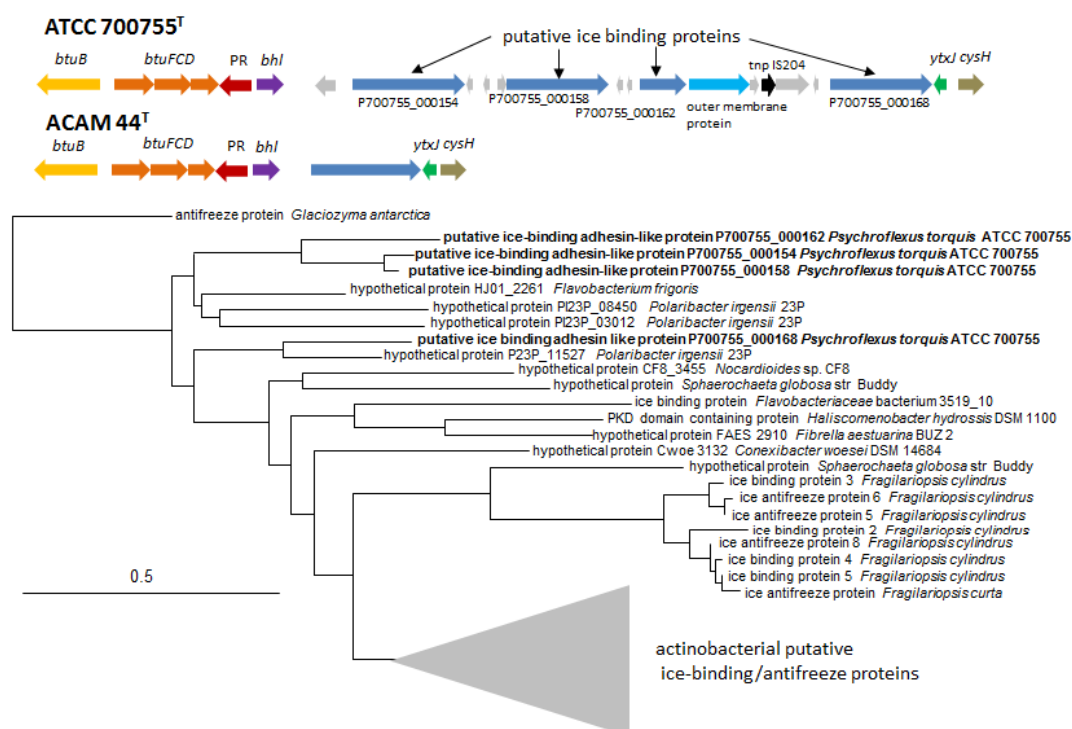 ATCC 700755T
putative ice binding proteins
btuB
btuFCD
PR
bhI
tnp IS204
ytxJ cysH
P700755_000154
P700755_000158
P700755_000162
outer membrane
protein
P700755_000168
ACAM 44T
btuB
btuFCD
PR
bhI
ytxJ
cysH
antifreeze protein Glaciozyma antarctica
putative ice-binding adhesin-like protein P700755_000162 Psychroflexus torquis ATCC 700755
putative ice-binding adhesin-like protein P700755_000154 Psychroflexus torquis ATCC 700755
putative ice-binding adhesin-like protein P700755_000158 Psychroflexus torquis ATCC 700755
hypothetical protein HJ01_2261 Flavobacterium frigoris
hypothetical protein PI23P_08450 Polaribacter irgensii 23P
hypothetical protein PI23P_03012 Polaribacter irgensii 23P
putative ice binding adhesin like protein P700755_000168 Psychroflexus torquis ATCC 700755
hypothetical protein P23P_11527 Polaribacter irgensii 23P
hypothetical protein CF8_3455 Nocardioides sp. CF8
hypothetical protein Sphaerochaeta globosa str Buddy
ice binding protein Flavobacteriaceae bacterium 3519_10
PKD domain containing protein Haliscomenobacter hydrossis DSM 1100
hypothetical protein FAES 2910 Fibrella aestuarina BUZ 2
hypothetical protein Cwoe 3132 Conexibacter woesei DSM 14684
hypothetical protein Sphaerochaeta globosa str Buddy
ice binding protein 3 Fragilariopsis cylindrus
ice antifreeze protein 6 Fragilariopsis cylindrus
ice antifreeze protein 5 Fragilariopsis cylindrus
ice binding protein 2 Fragilariopsis cylindrus
ice antifreeze protein 8 Fragilariopsis cylindrus
ice binding protein 4 Fragilariopsis cylindrus
ice binding protein 5 Fragilariopsis cylindrus
ice antifreeze protein Fragilariopsis curta
0.5
actinobacterial putative
ice-binding/antifreeze proteins